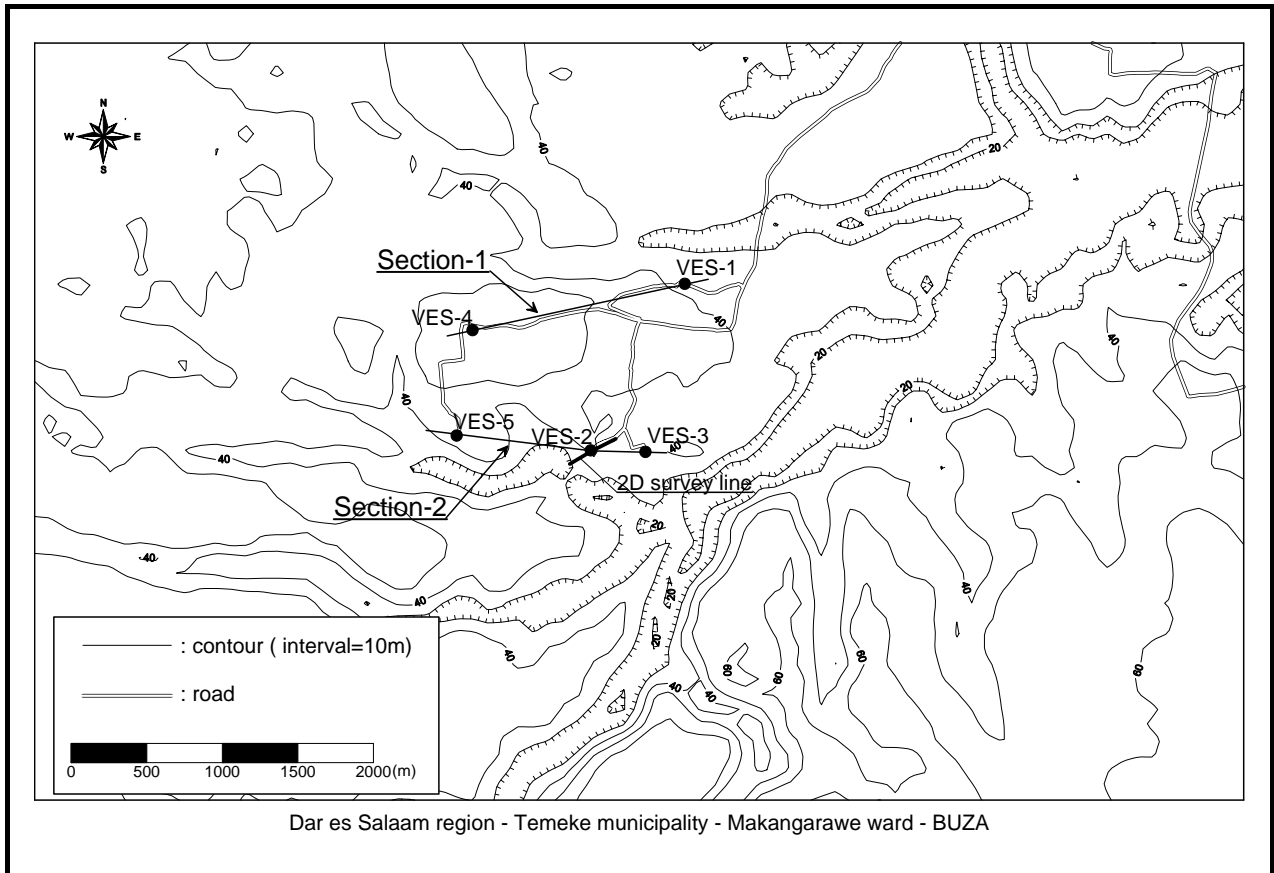 N
W E
S
40
20
40
Section-1
VES-1
VES-4
40
40
20
20
40
VES-5
VES-2
VES-3
40
40
2D survey line
Section-2
20
40
40
20
40
20
40
60
60
60
60
40
40
: contour ( interval=10m)
: road
0 500 1000 1500 2000(m)
Dar es Salaam region - Temeke municipality - Makangarawe ward - BUZA